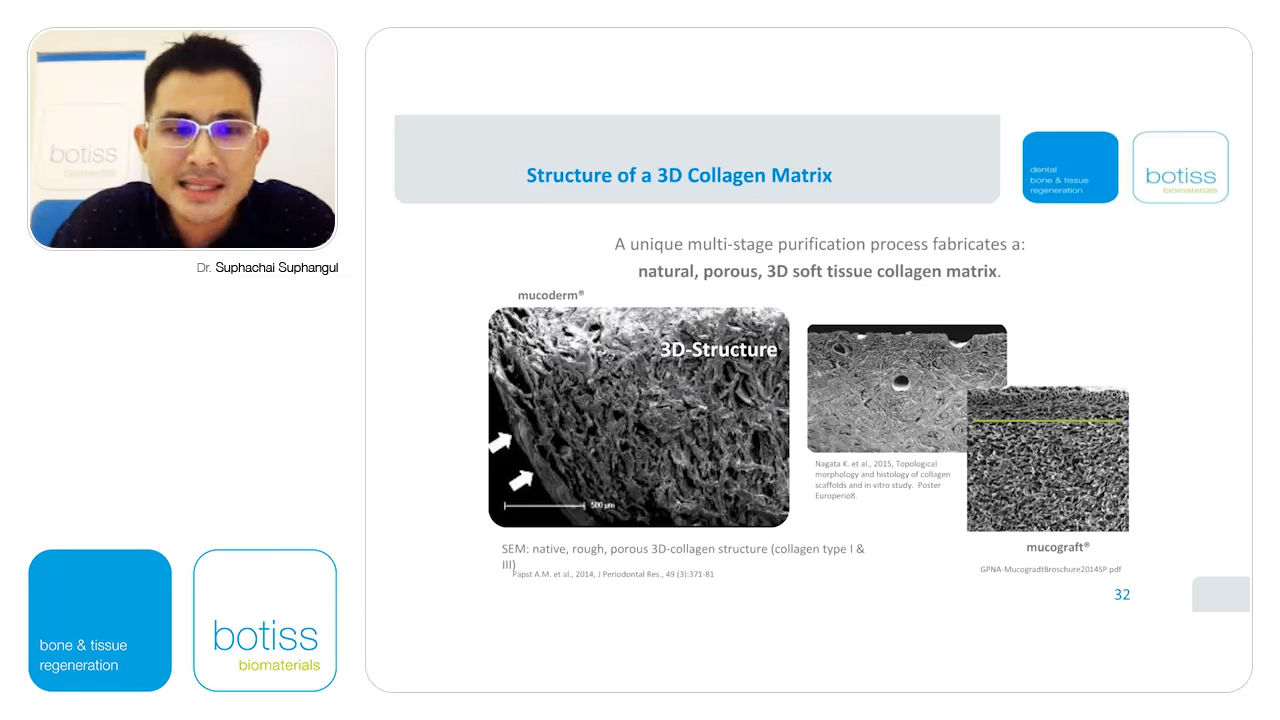 botiss
biomaterials
Dr. Suphachai Suphangul
bone & tissue
regeneration
botiss
biomaterials
Structure of a 3D Collagen Matrix
dental
bone & tissue
regeneration
botiss
biomaterials
A unique multi-stage purification process fabricates a:
natural, porous, 3D soft tissue collagen matrix.
mucoderm®
3D-Structure
500 µm
Nagata K. et al., 2015, Topological
morphology and histology of collagen
scaffolds and in vitro study. Poster
Europerio8.
SEM: native, rough, porous 3D-collagen structure (collagen type I &
III)
Papst A.M. et al., 2014, J Periodontal Res., 49 (3):371-81
mucograft®
GPNA-MucogradtBroschure2014SP.pdf
32